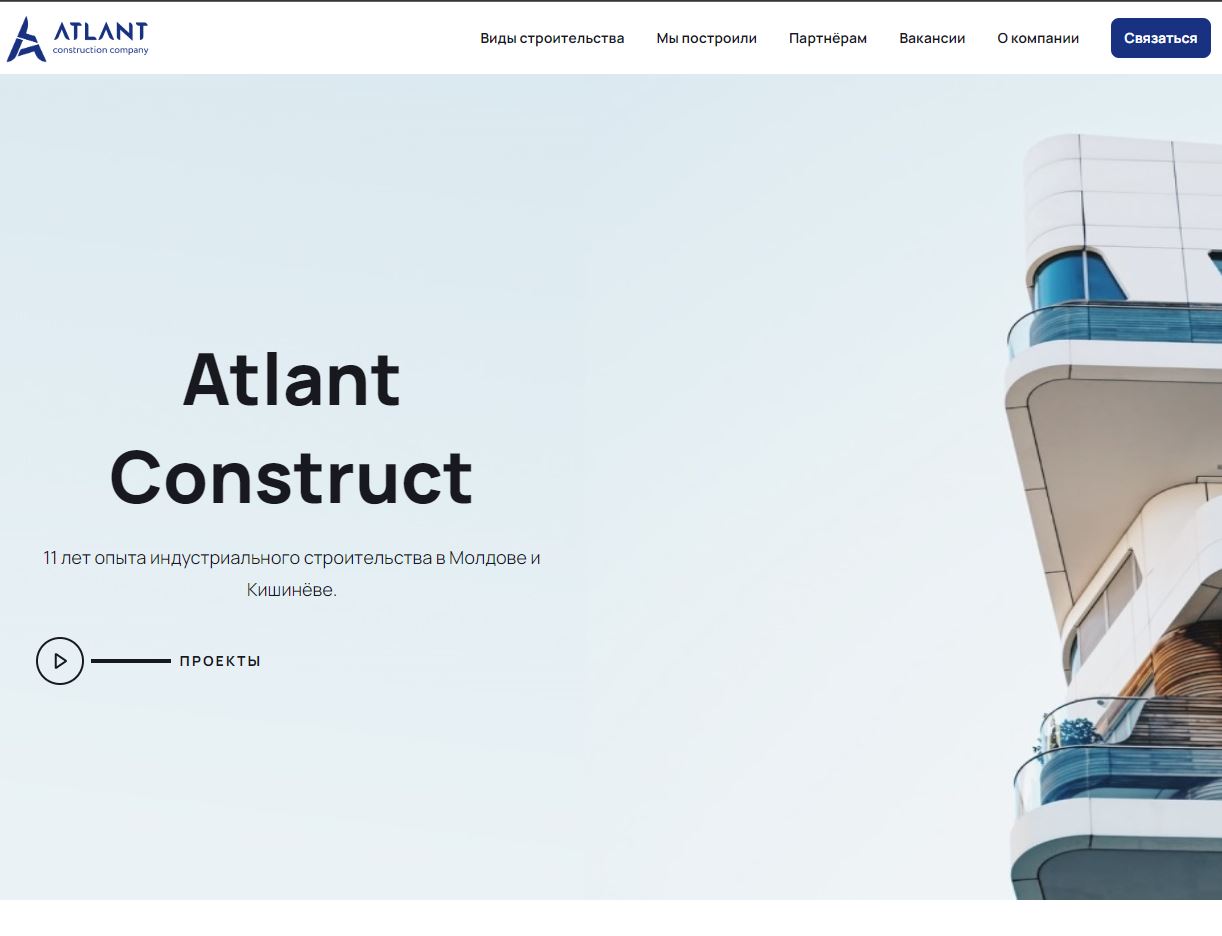 ATLANT
construction company
Виды строительства
Мы построили
Партнёрам
Вакансии
О компании
Связаться
Atlant
Construct
11 лет опыта индустриального строительства в Молдове и
Кишинёве.
ПРОЕКТЫ